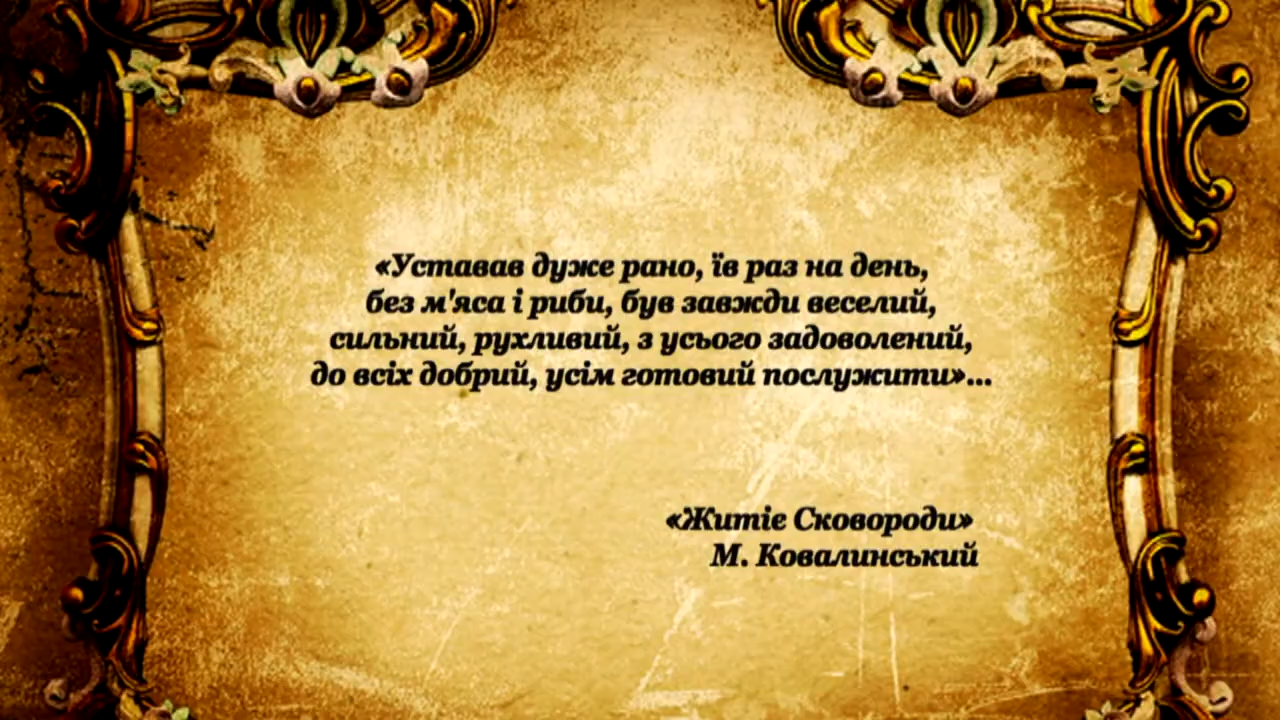 «Уставав дуже рано, їв раз на день,
без м'яса і риби, був завжди веселий,
сильний, рухливий, з усього задоволений,
до всіх добрий, усім готовий послужити»...
«Житіє Сковороди»
М. Ковалинський